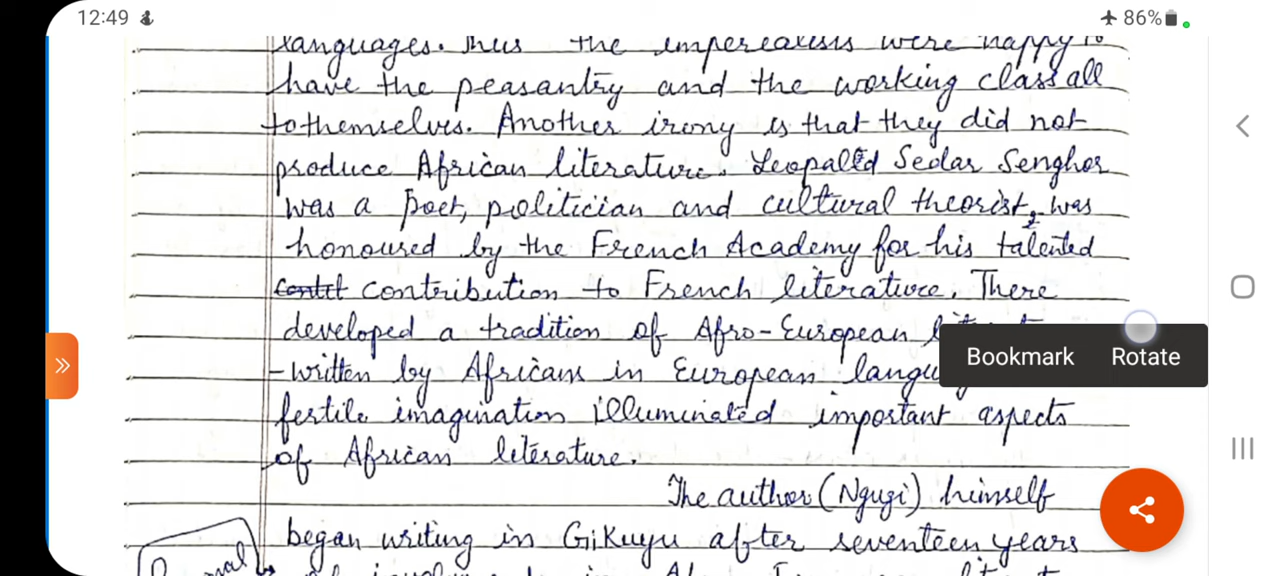 12:49
86%
languages. Thus the imperealists were happy to
have the peasantry and the working class all
to themselves. Another irony is that they did not
produce African literature. Leopalld Sedar Senghor
was a poet, politician and cultural theorist, was
honoured by the French Academy for his talented
contribution to French literature. There
developed a tradition of Afro-European
Bookmark Rotate
-written by Africans in European
fertile imagination illuminated important aspects
of African literature.
The author (Ngugi) himself
began writing in GiKuyu after seventeen years